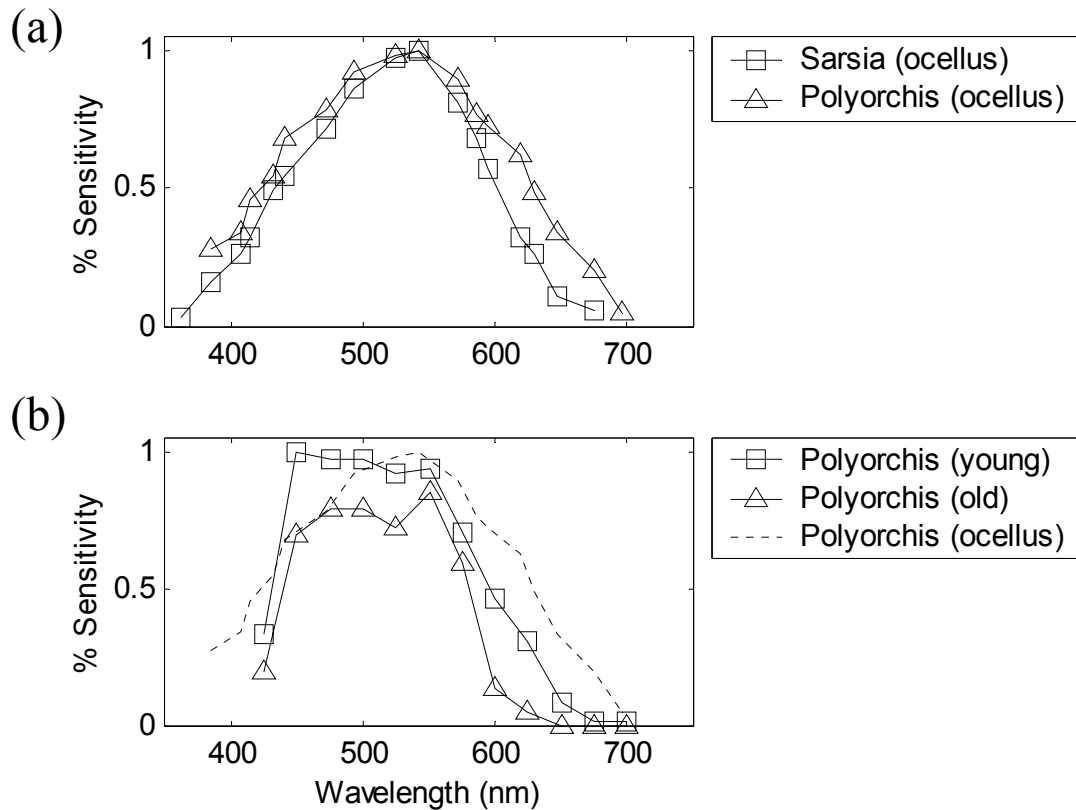 (a)
1
0.5
0
% Sensitivity
400 500 600 700
Sarsia (ocellus)
Polyorchis (ocellus)
(b)
1
0.5
0
% Sensitivity
400 500 600 700
Wavelength (nm)
Polyorchis (young)
Polyorchis (old)
Polyorchis (ocellus)